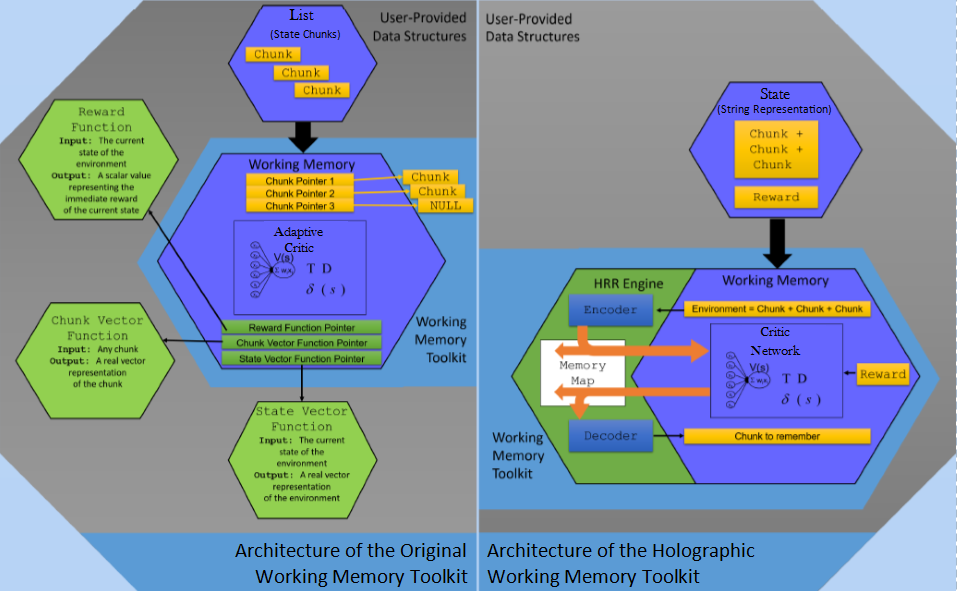 User-Provided
Data Structures
List
(State Chunks)
Chunk
Chunk
Chunk
Reward
Function
Input: The current
state of the
environment
Output: A scalar value
representing the
immediate reward
of the current state
Working Memory
Chunk Pointer 1
Chunk Pointer 2
Chunk Pointer 3
Chunk
Chunk
NULL
Adaptive
Critic
V(s)
T D
δ ( s )
Reward Function Pointer
Chunk Vector Function Pointer
State Vector Function Pointer
Working
Memory
Toolkit
Chunk Vector
Function
Input: Any chunk
Output: A real vector
representation
of the chunk
State Vector
Function
Input: The current
state of the
environment
Output: A real vector
representation
of the environment
Architecture of the Original
Working Memory Toolkit
User-Provided
Data Structures
State
(String Representation)
Chunk +
Chunk +
Chunk
Reward
HRR Engine
Working Memory
Encoder
Environment = Chunk + Chunk + Chunk
Memory
Map
Critic
Network
V(s)
T D
δ ( s )
Reward
Decoder
Chunk to remember
Working
Memory
Toolkit
Architecture of the Holographic
Working Memory Toolkit